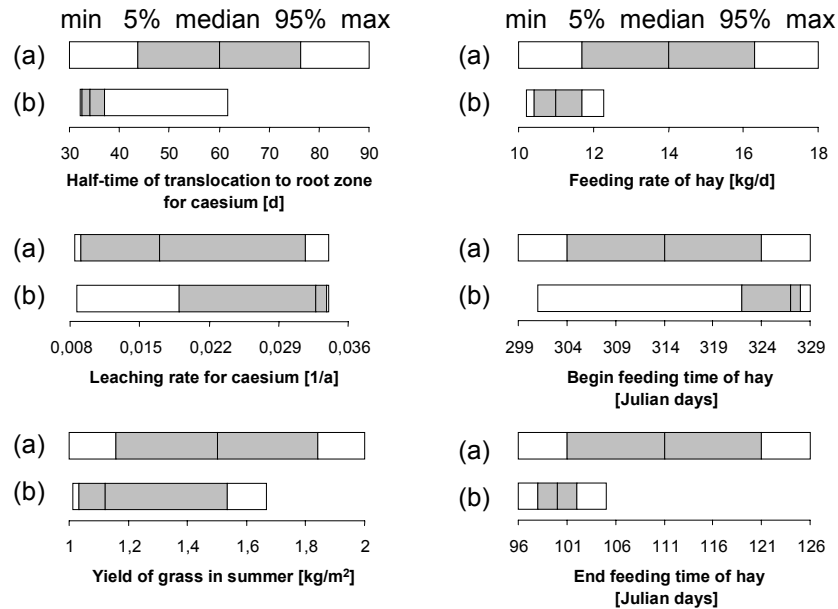 min 5% median 95% max
(a)
(b)
30 40 50 60 70 80 90
Half-time of translocation to root zone
for caesium [d]
min 5% median 95% max
(a)
(b)
10 12 14 16 18
Feeding rate of hay [kg/d]
(a)
(b)
0,008 0,015 0,022 0,029 0,036
Leaching rate for caesium [1/a]
(a)
(b)
299 304 309 314 319 324 329
Begin feeding time of hay
[Julian days]
(a)
(b)
1 1,2 1,4 1,6 1,8 2
Yield of grass in summer [kg/m²]
(a)
(b)
96 101 106 111 116 121 126
End feeding time of hay
[Julian days]